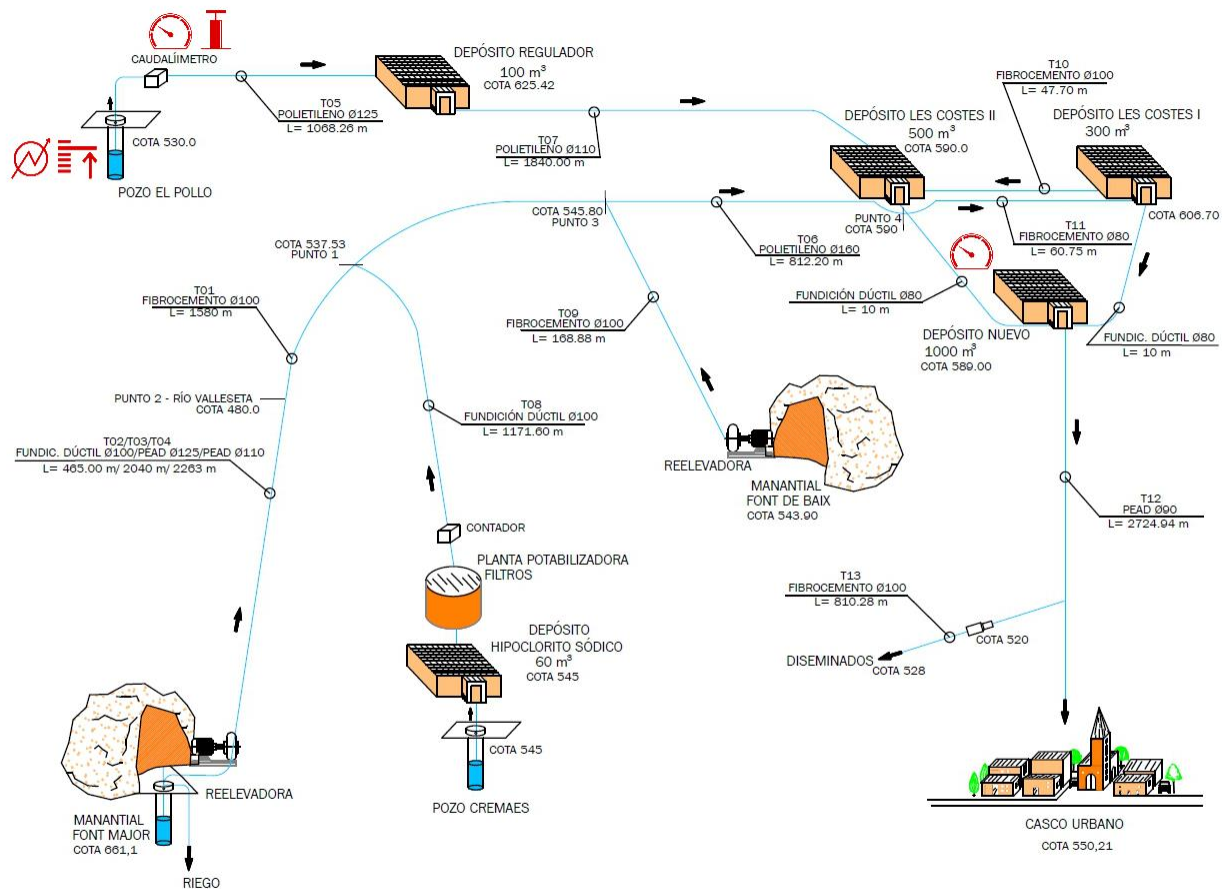 CAUDALÍIMETRO
DEPÓSITO REGULADOR
100 m³
COTA 625.42
T05
POLIETILENO Ø125
L= 1068.26 m
COTA 530.0
POZO EL POLLO
T07
POLIETILENO Ø110
L= 1840.00 m
DEPÓSITO LES COSTES II
500 m³
COTA 590.0
T10
FIBROCEMENTO Ø100
L= 47.70 m
DEPÓSITO LES COSTES I
300 m³
COTA 606.70
COTA 545.80
PUNTO 3
PUNTO 4
COTA 590
T11
FIBROCEMENTO Ø80
L= 60.75 m
T06
POLIETILENO Ø160
L= 812.20 m
COTA 537.53
PUNTO 1
T01
FIBROCEMENTO Ø100
L= 1580 m
T09
FIBROCEMENTO Ø100
L= 168.88 m
FUNDICIÓN DÚCTIL Ø80
L= 10 m
DEPÓSITO NUEVO
1000 m³
COTA 589.00
FUNDIC. DÚCTIL Ø80
L= 10 m
PUNTO 2 - RÍO VALLESETA
COTA 480.0
T08
FUNDICIÓN DÚCTIL Ø100
L= 1171.60 m
T02/T03/T04
FUNDIC. DÚCTIL Ø100/PEAD Ø125/PEAD Ø110
L= 465.00 m/ 2040 m/ 2263 m
REELEVADORA
MANANTIAL
FONT DE BAIX
COTA 543.90
T12
PEAD Ø90
L= 2724.94 m
CONTADOR
PLANTA POTABILIZADORA
FILTROS
T13
FIBROCEMENTO Ø100
L= 810.28 m
DEPÓSITO
HIPOCLORITO SÓDICO
60 m³
COTA 545
COTA 520
DISEMINADOS
COTA 528
COTA 545
POZO CREMAES
REELEVADORA
MANANTIAL
FONT MAJOR
COTA 661,1
RIEGO
CASCO URBANO
COTA 550,21